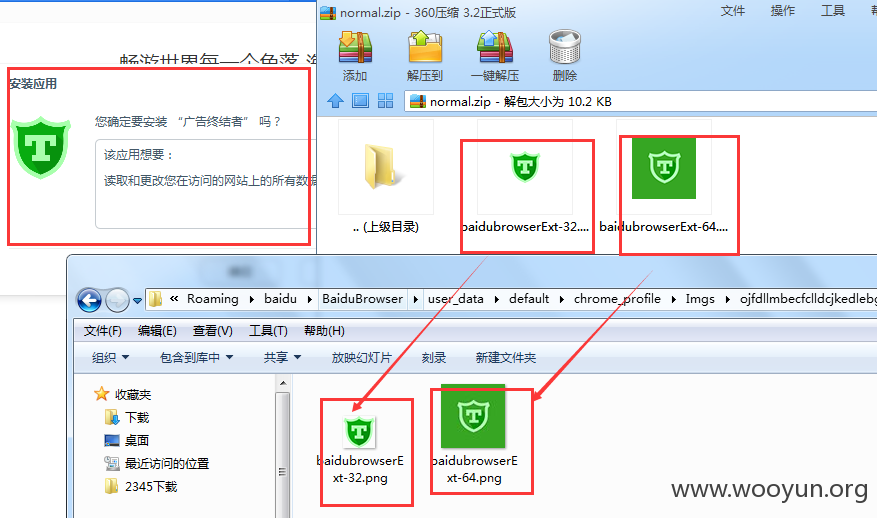 畅游世界每一个角落 海
安装应用
您确定要安装 “广告终结者” 吗？
该应用想要：
读取和更改您在访问的网站上的所有数据
normal.zip - 360压缩 3.2正式版
文件 操作 工具
添加 解压到 一键解压 删除
normal.zip - 解包大小为 10.2 KB
.. (上级目录) baidubrowserExt-32.... baidubrowserExt-64....
« Roaming baidu BaiduBrowser user_data default chrome_profile Imgs ojfdllmbecfclldcjkedlebg
文件(F) 编辑(E) 查看(V) 工具(T) 帮助(H)
组织 包含到库中 共享 放映幻灯片 刻录 新建文件夹
收藏夹
下载
桌面
最近访问的位置
2345下载
baidubrowserE
xt-32.png
baidubrowserE
xt-64.png
www.wooyun.org